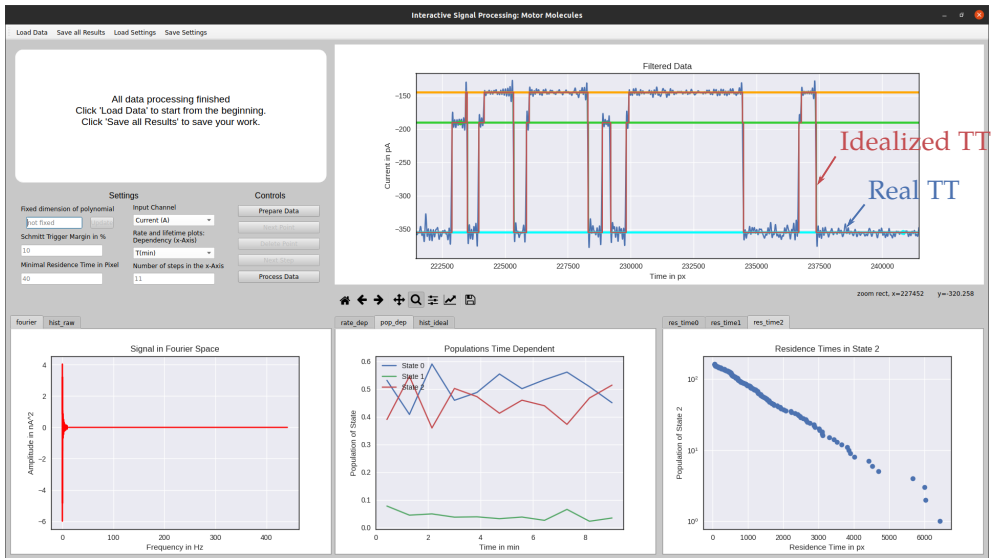 Interactive Signal Processing: Motor Molecules
Load Data Save all Results Load Settings Save Settings
All data processing finished
Click 'Load Data' to start from the beginning.
Click 'Save all Results' to save your work.
Settings
Controls
Fixed dimension of polynomial
not fixed
Schmitt Trigger Margin in %
10
Minimal Residence Time in Pixel
40
Input Channel
Current (A)
Rate and lifetime plots:
Dependency (x-Axis)
T(min)
Number of steps in the x-Axis
11
Prepare Data
Next Point
Delete Point
Next Step
Process Data
Filtered Data
Current in pA
−150
−200
−250
−300
−350
222500 225000 227500 230000 232500 235000 237500 240000
Time in px
Idealized TT
Real TT
zoom rect, x=227452 y=-320.258
fourier hist_raw
Signal in Fourier Space
Amplitude in nA^2
4
2
0
−2
−4
−6
0 100 200 300 400
Frequency in Hz
rate_dep pop_dep hist_ideal
Populations Time Dependent
State 0
State 1
State 2
Population of State
0.6
0.5
0.4
0.3
0.2
0.1
0.0
0 2 4 6 8
Time in min
res_time0 res_time1 res_time2
Residence Times in State 2
Population of State 2
10²
10¹
10⁰
0 1000 2000 3000 4000 5000 6000
Residence Time in px